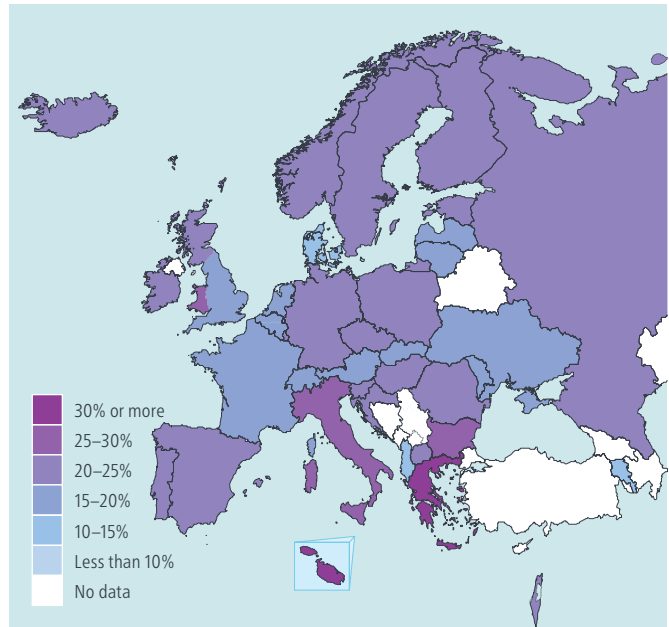 30% or more
25–30%
20–25%
15–20%
10–15%
Less than 10%
No data